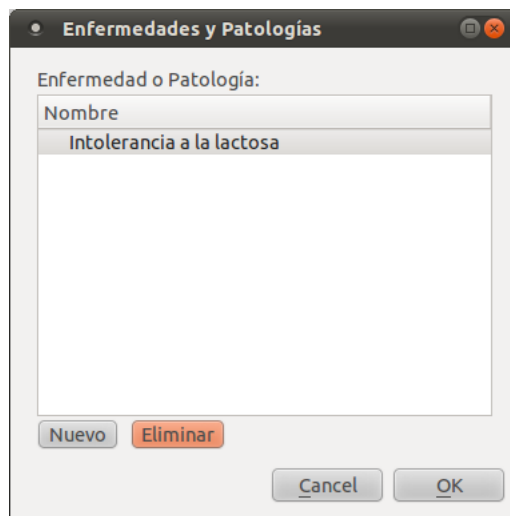 Enfermedades y Patologías
Enfermedad o Patología:
Nombre
Intolerancia a la lactosa
Nuevo Eliminar
Cancel OK